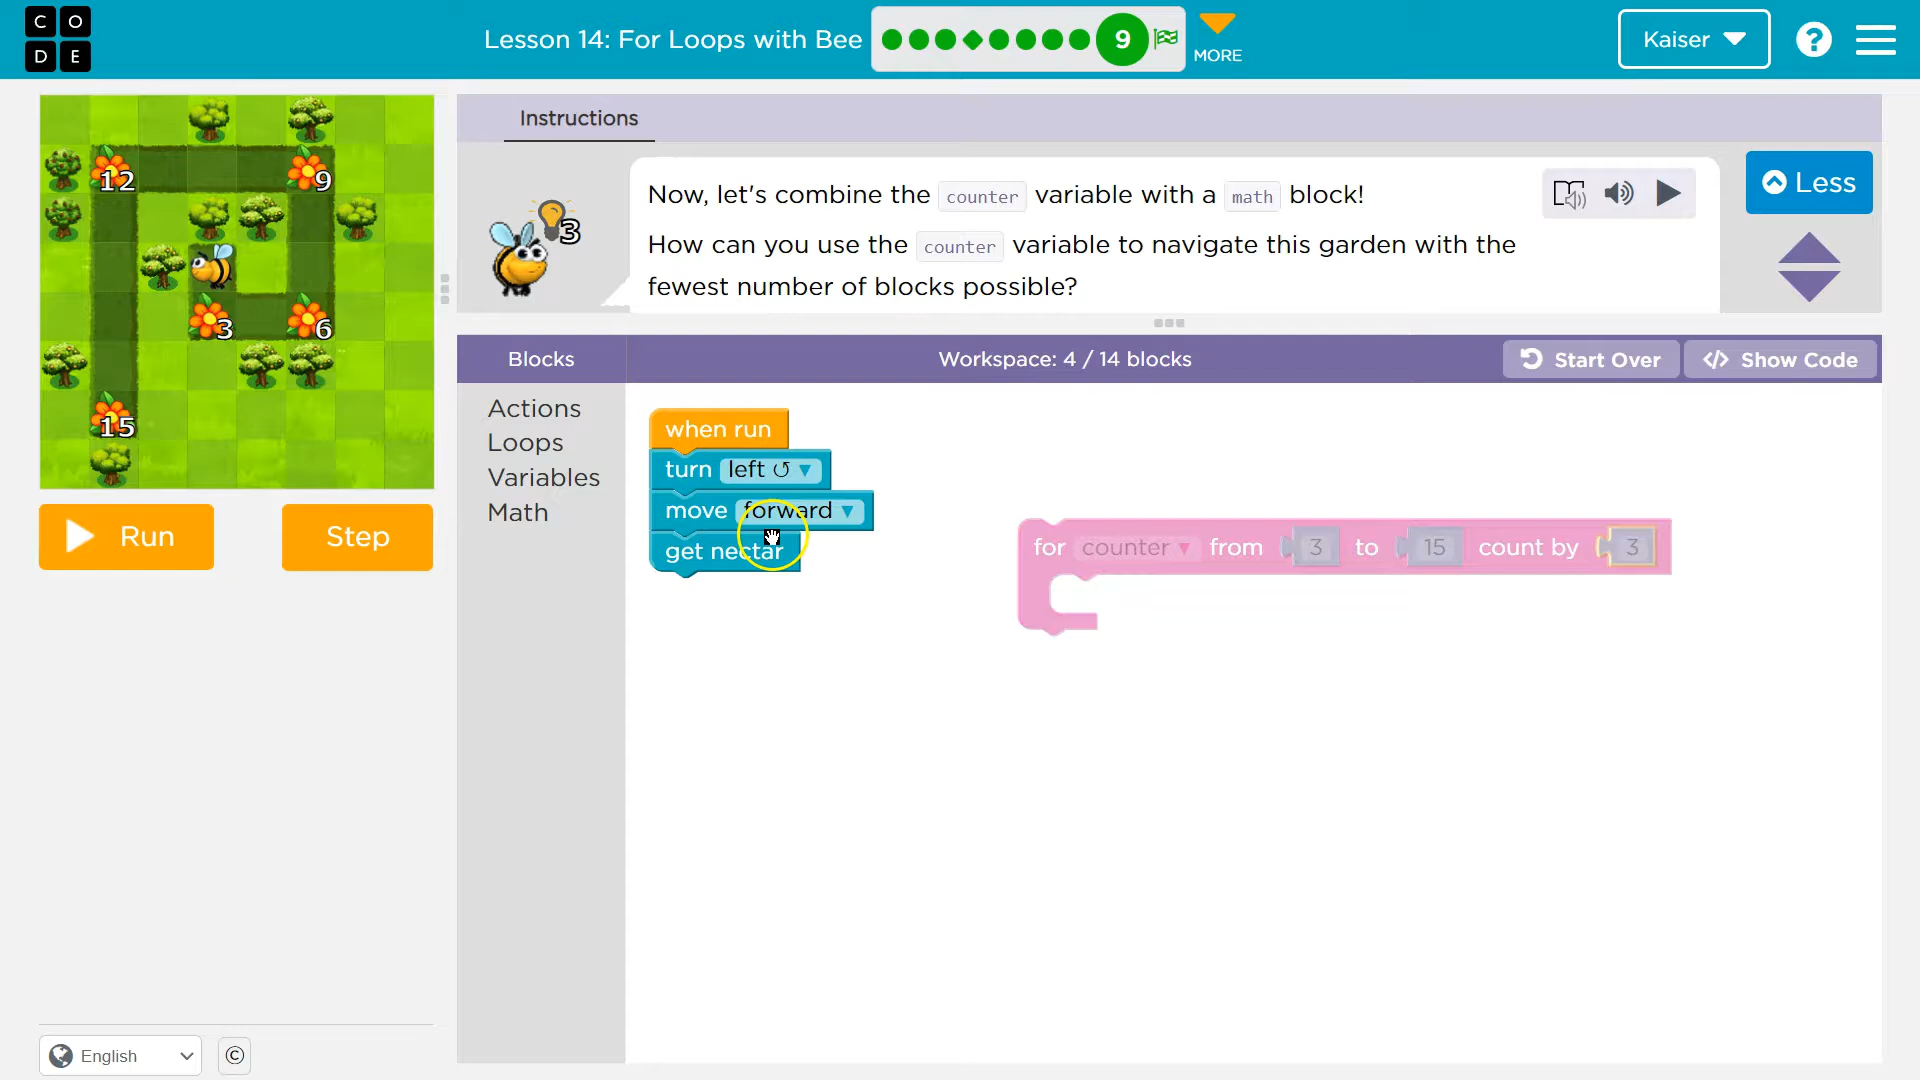 C O
D E
Lesson 14: For Loops with Bee
9
MORE
Kaiser
?
12
9
3
6
15
Run
Step
Instructions
3
Now, let's combine the counter variable with a math block!
How can you use the counter variable to navigate this garden with the
fewest number of blocks possible?
Less
Blocks
Workspace: 4 / 14 blocks
Start Over
</> Show Code
Actions
Loops
Variables
Math
when run
turn left ↺ ▼
move forward ▼
get nectar
for counter ▼ from 3 to 15 count by 3
English
©